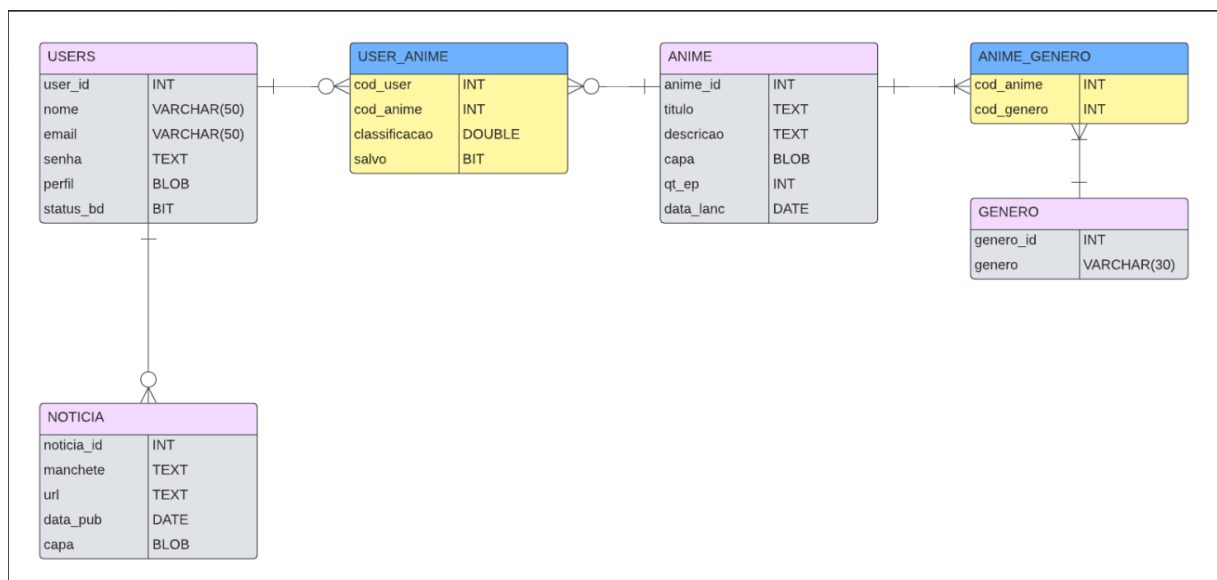 USERS
user_id INT
nome VARCHAR(50)
email VARCHAR(50)
senha TEXT
perfil BLOB
status_bd BIT
USER_ANIME
cod_user INT
cod_anime INT
classificacao DOUBLE
salvo BIT
ANIME
anime_id INT
titulo TEXT
descricao TEXT
capa BLOB
qt_ep INT
data_lanc DATE
ANIME_GENERO
cod_anime INT
cod_genero INT
GENERO
genero_id INT
genero VARCHAR(30)
NOTICIA
noticia_id INT
manchete TEXT
url TEXT
data_pub DATE
capa BLOB